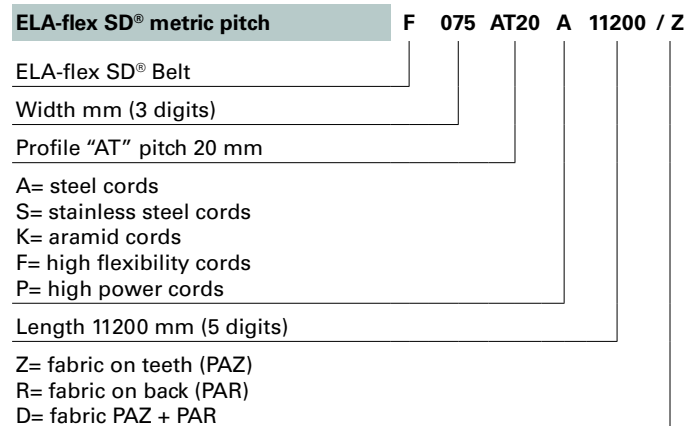 ELA-flex SD® metric pitch F 075 AT20 A 11200 / Z
ELA-flex SD® Belt
Width mm (3 digits)
Profile “AT” pitch 20 mm
A= steel cords
S= stainless steel cords
K= aramid cords
F= high flexibility cords
P= high power cords
Length 11200 mm (5 digits)
Z= fabric on teeth (PAZ)
R= fabric on back (PAR)
D= fabric PAZ + PAR